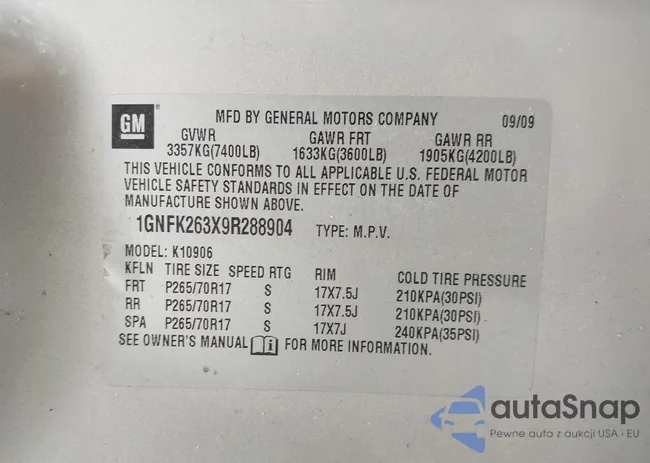 GM
MFD BY GENERAL MOTORS COMPANY 09/09
GVWR GAWR FRT GAWR RR
3357KG(7400LB) 1633KG(3600LB) 1905KG(4200LB)
THIS VEHICLE CONFORMS TO ALL APPLICABLE U.S. FEDERAL MOTOR
VEHICLE SAFETY STANDARDS IN EFFECT ON THE DATE OF
MANUFACTURE SHOWN ABOVE.
1GNFK263X9R288904 TYPE: M.P.V.
MODEL: K10906
KFLN TIRE SIZE SPEED RTG RIM COLD TIRE PRESSURE
FRT P265/70R17 S 17X7.5J 210KPA(30PSI)
RR P265/70R17 S 17X7.5J 210KPA(30PSI)
SPA P265/70R17 S 17X7J 240KPA(35PSI)
SEE OWNER'S MANUAL i FOR MORE INFORMATION.
autaSnap
Pewne auta z aukcji USA i EU